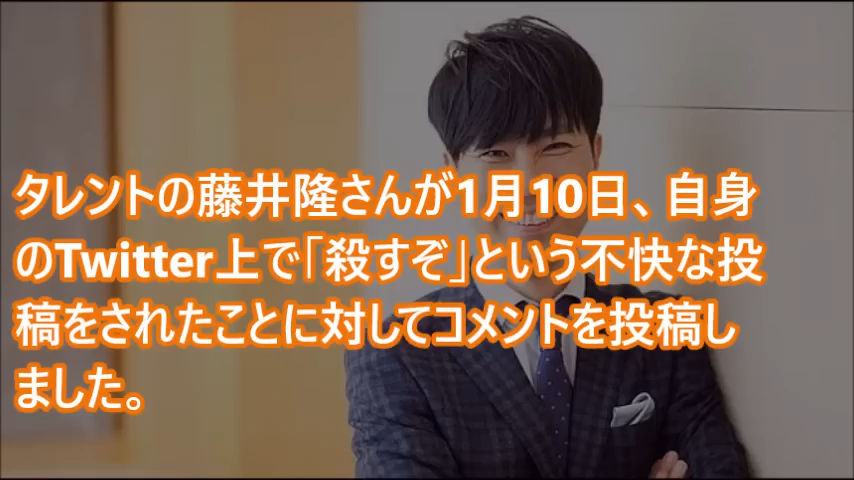 タレントの藤井隆さんが1月10日、自身
のTwitter上で「殺すぞ」という不快な投
稿をされたことに対してコメントを投稿し
ました。